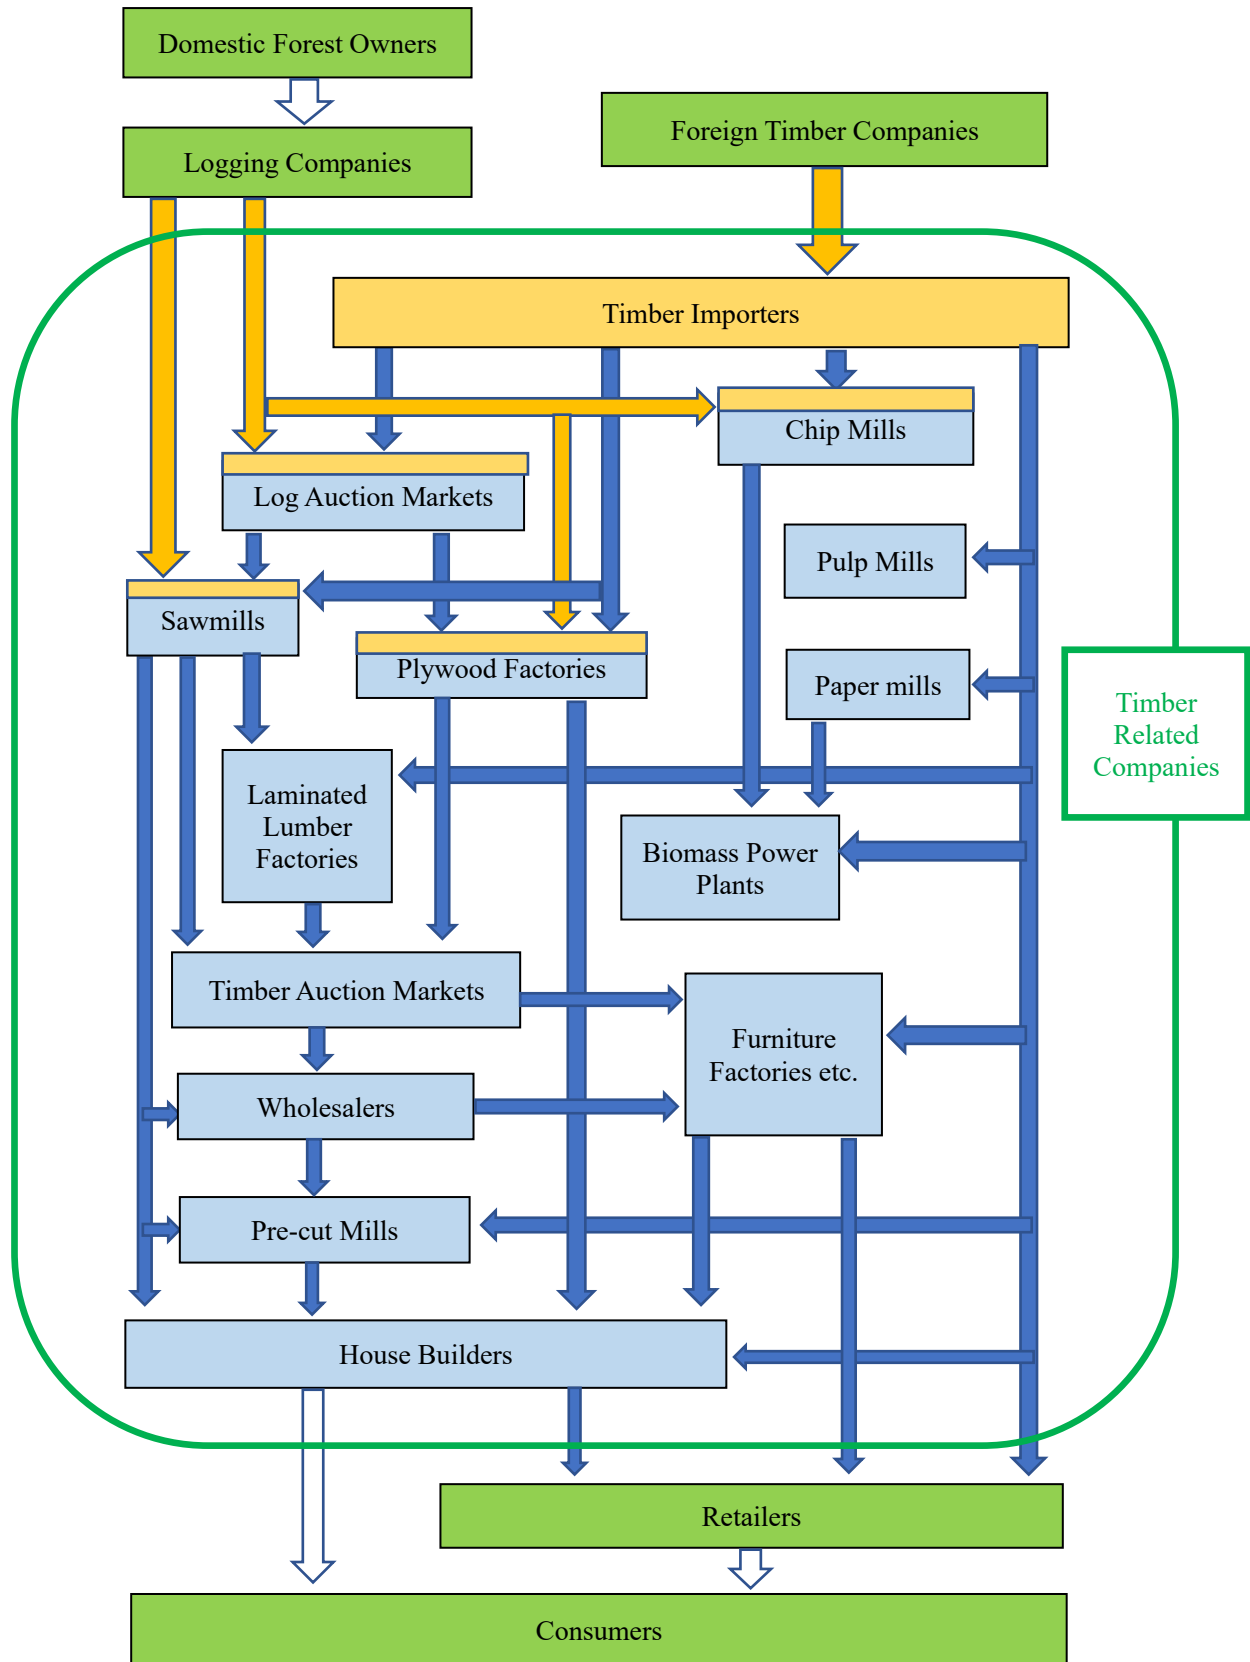 Domestic Forest Owners
Foreign Timber Companies
Logging Companies
Timber Importers
Chip Mills
Log Auction Markets
Pulp Mills
Sawmills
Plywood Factories
Paper mills
Timber
Related
Companies
Laminated
Lumber
Factories
Biomass Power
Plants
Timber Auction Markets
Furniture
Factories etc.
Wholesalers
Pre-cut Mills
House Builders
Retailers
Consumers